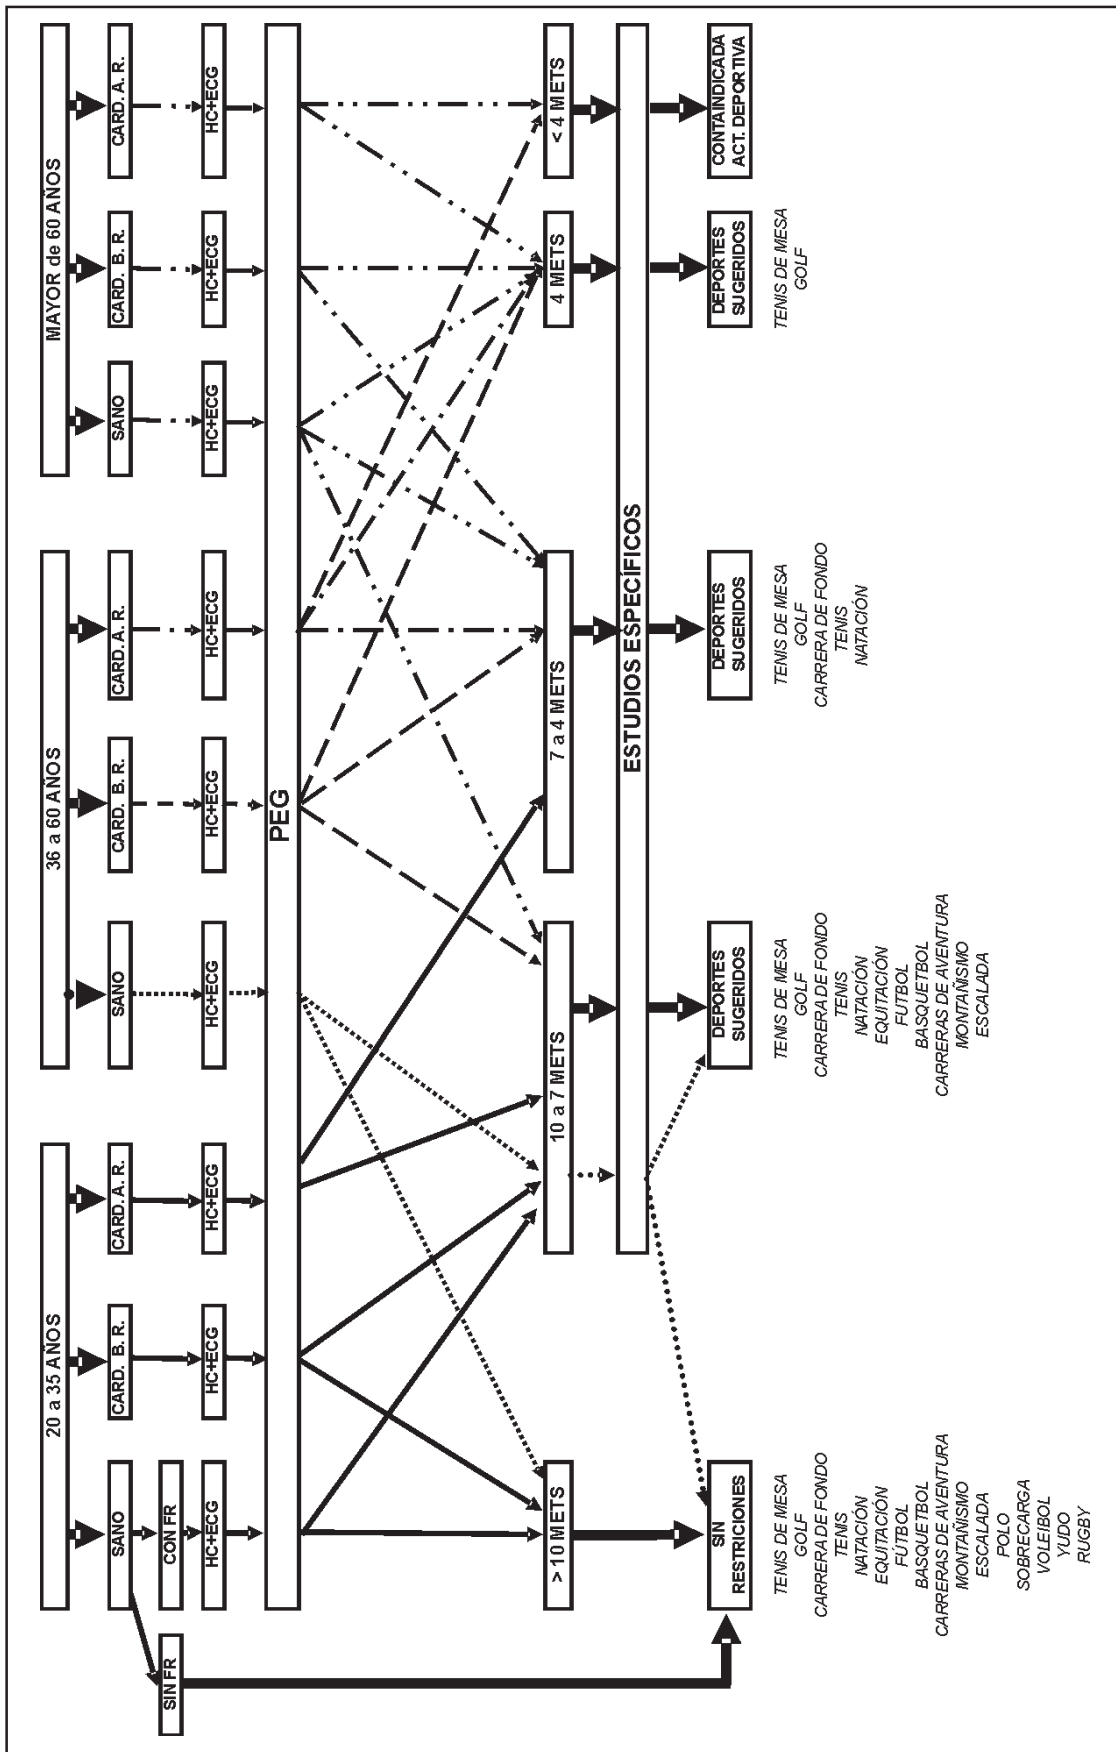 20 a 35 AÑOS
36 a 60 AÑOS
MAYOR de 60 AÑOS
SANO
CARD. B. R.
CARD. A. R.
SANO
CARD. B. R.
CARD. A. R.
SANO
CARD. B. R.
CARD. A. R.
SIN FR
CON FR
HC+ECG
HC+ECG
HC+ECG
HC+ECG
HC+ECG
HC+ECG
HC+ECG
HC+ECG
HC+ECG
PEG
> 10 METS
10 a 7 METS
7 a 4 METS
4 METS
< 4 METS
ESTUDIOS ESPECÍFICOS
SIN
RESTRICIONES
TENIS DE MESA
GOLF
CARRERA DE FONDO
TENIS
NATACIÓN
EQUITACIÓN
FÚTBOL
BASQUETBOL
CARRERAS DE AVENTURA
MONTAÑISMO
ESCALADA
POLO
SOBRECARGA
VOLEIBOL
YUDO
RUGBY
DEPORTES
SUGERIDOS
TENIS DE MESA
GOLF
CARRERA DE FONDO
TENIS
NATACIÓN
EQUITACIÓN
FUTBOL
BASQUETBOL
CARRERAS DE AVENTURA
MONTAÑISMO
ESCALADA
DEPORTES
SUGERIDOS
TENIS DE MESA
GOLF
CARRERA DE FONDO
TENIS
NATACIÓN
DEPORTES
SUGERIDOS
TENIS DE MESA
GOLF
CONTAINDICADA
ACT. DEPORTIVA